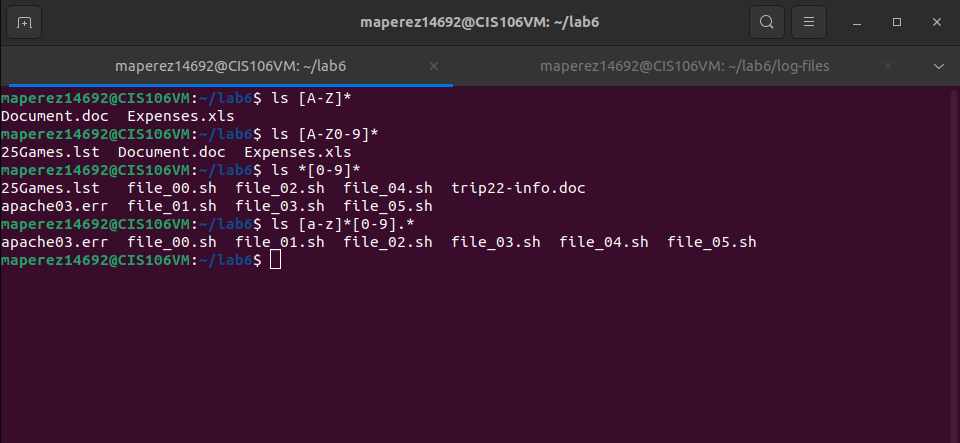 maperez14692@CIS106VM: ~/lab6
maperez14692@CIS106VM: ~/lab6 × maperez14692@CIS106VM: ~/lab6/log-files ×
maperez14692@CIS106VM:~/lab6$ ls [A-Z]*
Document.doc  Expenses.xls
maperez14692@CIS106VM:~/lab6$ ls [A-Z0-9]*
25Games.lst  Document.doc  Expenses.xls
maperez14692@CIS106VM:~/lab6$ ls *[0-9]*
25Games.lst   file_00.sh  file_02.sh  file_04.sh  trip22-info.doc
apache03.err  file_01.sh  file_03.sh  file_05.sh
maperez14692@CIS106VM:~/lab6$ ls [a-z]*[0-9].*
apache03.err  file_00.sh  file_01.sh  file_02.sh  file_03.sh  file_04.sh  file_05.sh
maperez14692@CIS106VM:~/lab6$